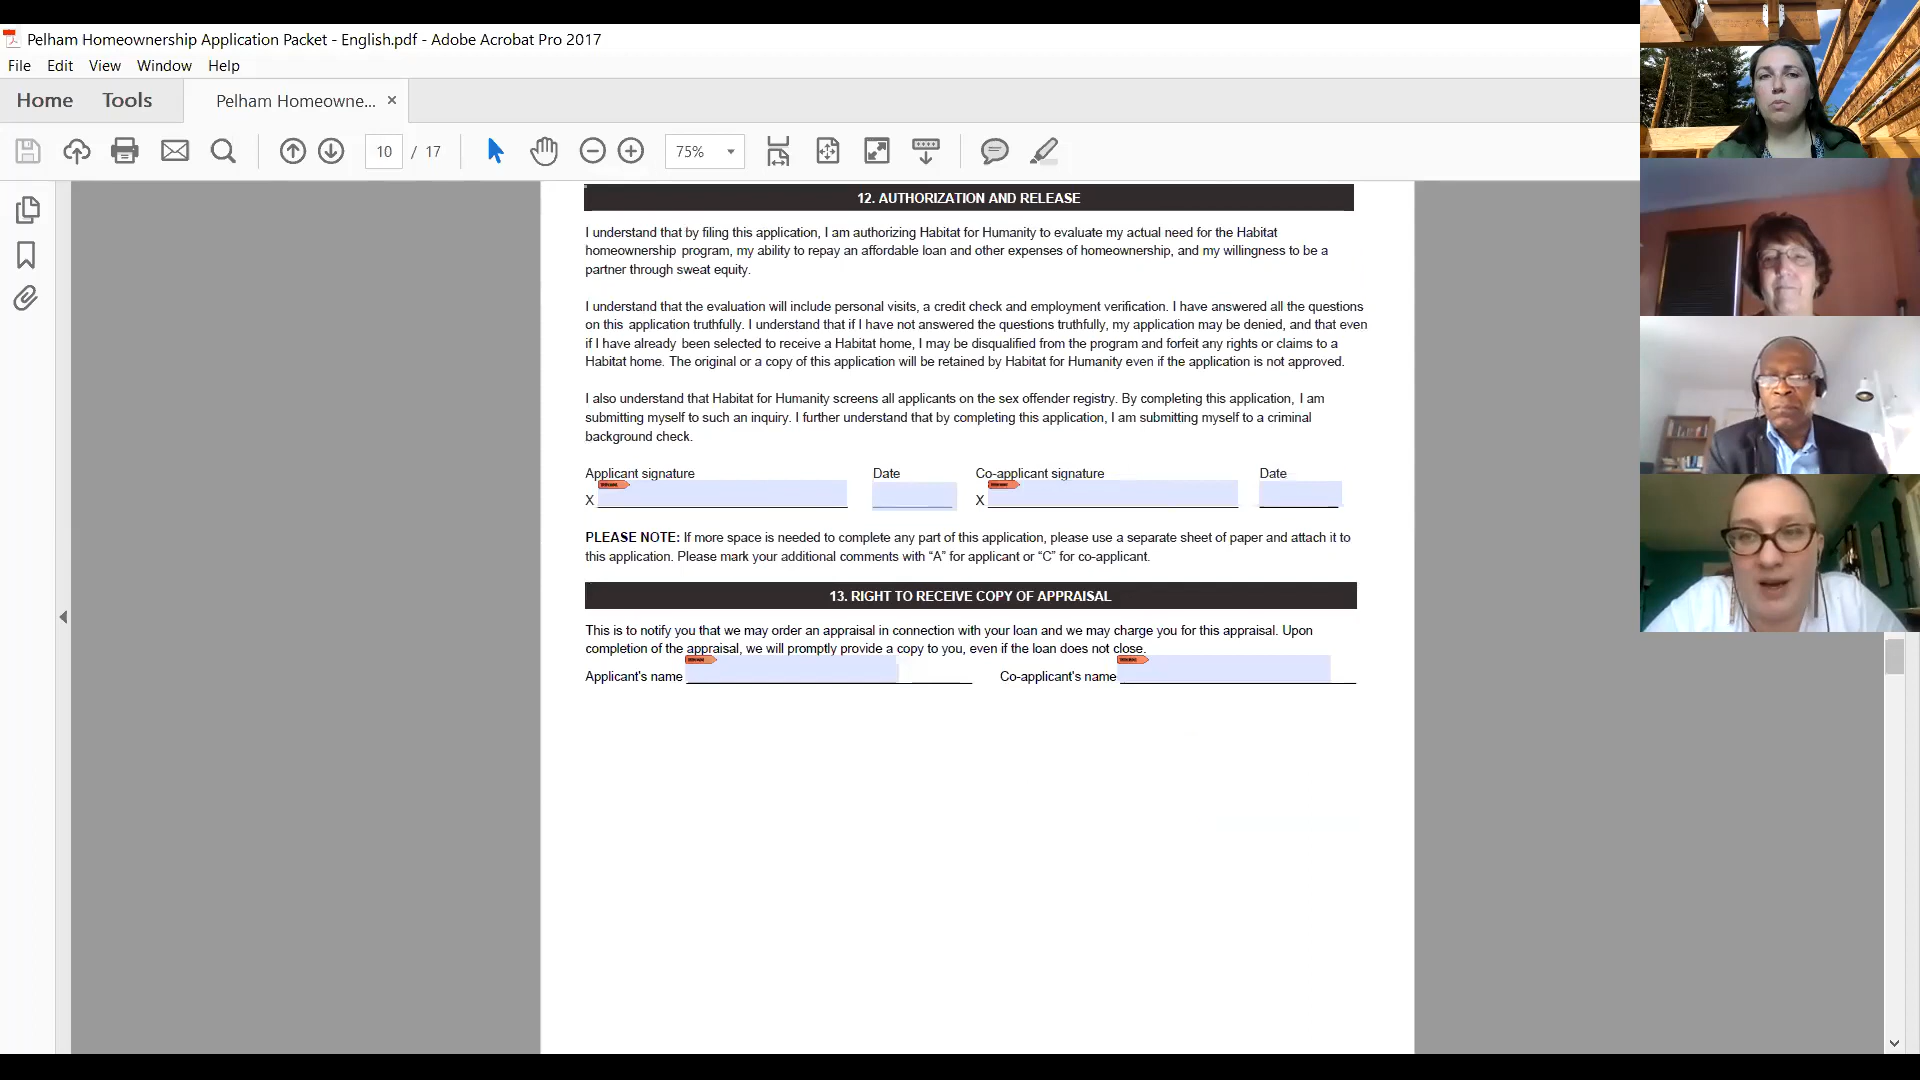 Pelham Homeownership Application Packet - English.pdf - Adobe Acrobat Pro 2017
File Edit View Window Help
Home Tools Pelham Homeowne... ×
10 / 17 75%
12. AUTHORIZATION AND RELEASE
I understand that by filing this application, I am authorizing Habitat for Humanity to evaluate my actual need for the Habitat
homeownership program, my ability to repay an affordable loan and other expenses of homeownership, and my willingness to be a
partner through sweat equity.
I understand that the evaluation will include personal visits, a credit check and employment verification. I have answered all the questions
on this application truthfully. I understand that if I have not answered the questions truthfully, my application may be denied, and that even
if I have already been selected to receive a Habitat home, I may be disqualified from the program and forfeit any rights or claims to a
Habitat home. The original or a copy of this application will be retained by Habitat for Humanity even if the application is not approved.
I also understand that Habitat for Humanity screens all applicants on the sex offender registry. By completing this application, I am
submitting myself to such an inquiry. I further understand that by completing this application, I am submitting myself to a criminal
background check.
Applicant signature Date Co-applicant signature Date
X X
PLEASE NOTE: If more space is needed to complete any part of this application, please use a separate sheet of paper and attach it to
this application. Please mark your additional comments with “A” for applicant or “C” for co-applicant.
13. RIGHT TO RECEIVE COPY OF APPRAISAL
This is to notify you that we may order an appraisal in connection with your loan and we may charge you for this appraisal. Upon
completion of the appraisal, we will promptly provide a copy to you, even if the loan does not close.
Applicant's name Co-applicant's name